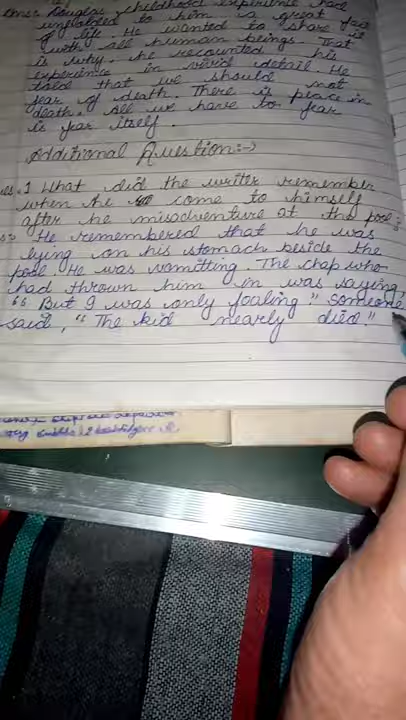 Ans: Douglas' childhood experience had
unfolded to him a great fact
of life. He wanted to share it
with all human beings. That
is why, he recounted his
experience in vivid detail. He
told that we should not
fear of death. There is place in
death. All we have to fear
is fear itself.
Additional Question:→
Ques. 1 What did the writer remember
when he come to himself
after he misadventure at the pool?
He remembered that he was
lying on his stomach beside the
pool. He was vomitting. The chap who
had thrown him in was saying,
"But I was only foaling" someone
said, "The kid nearly died."